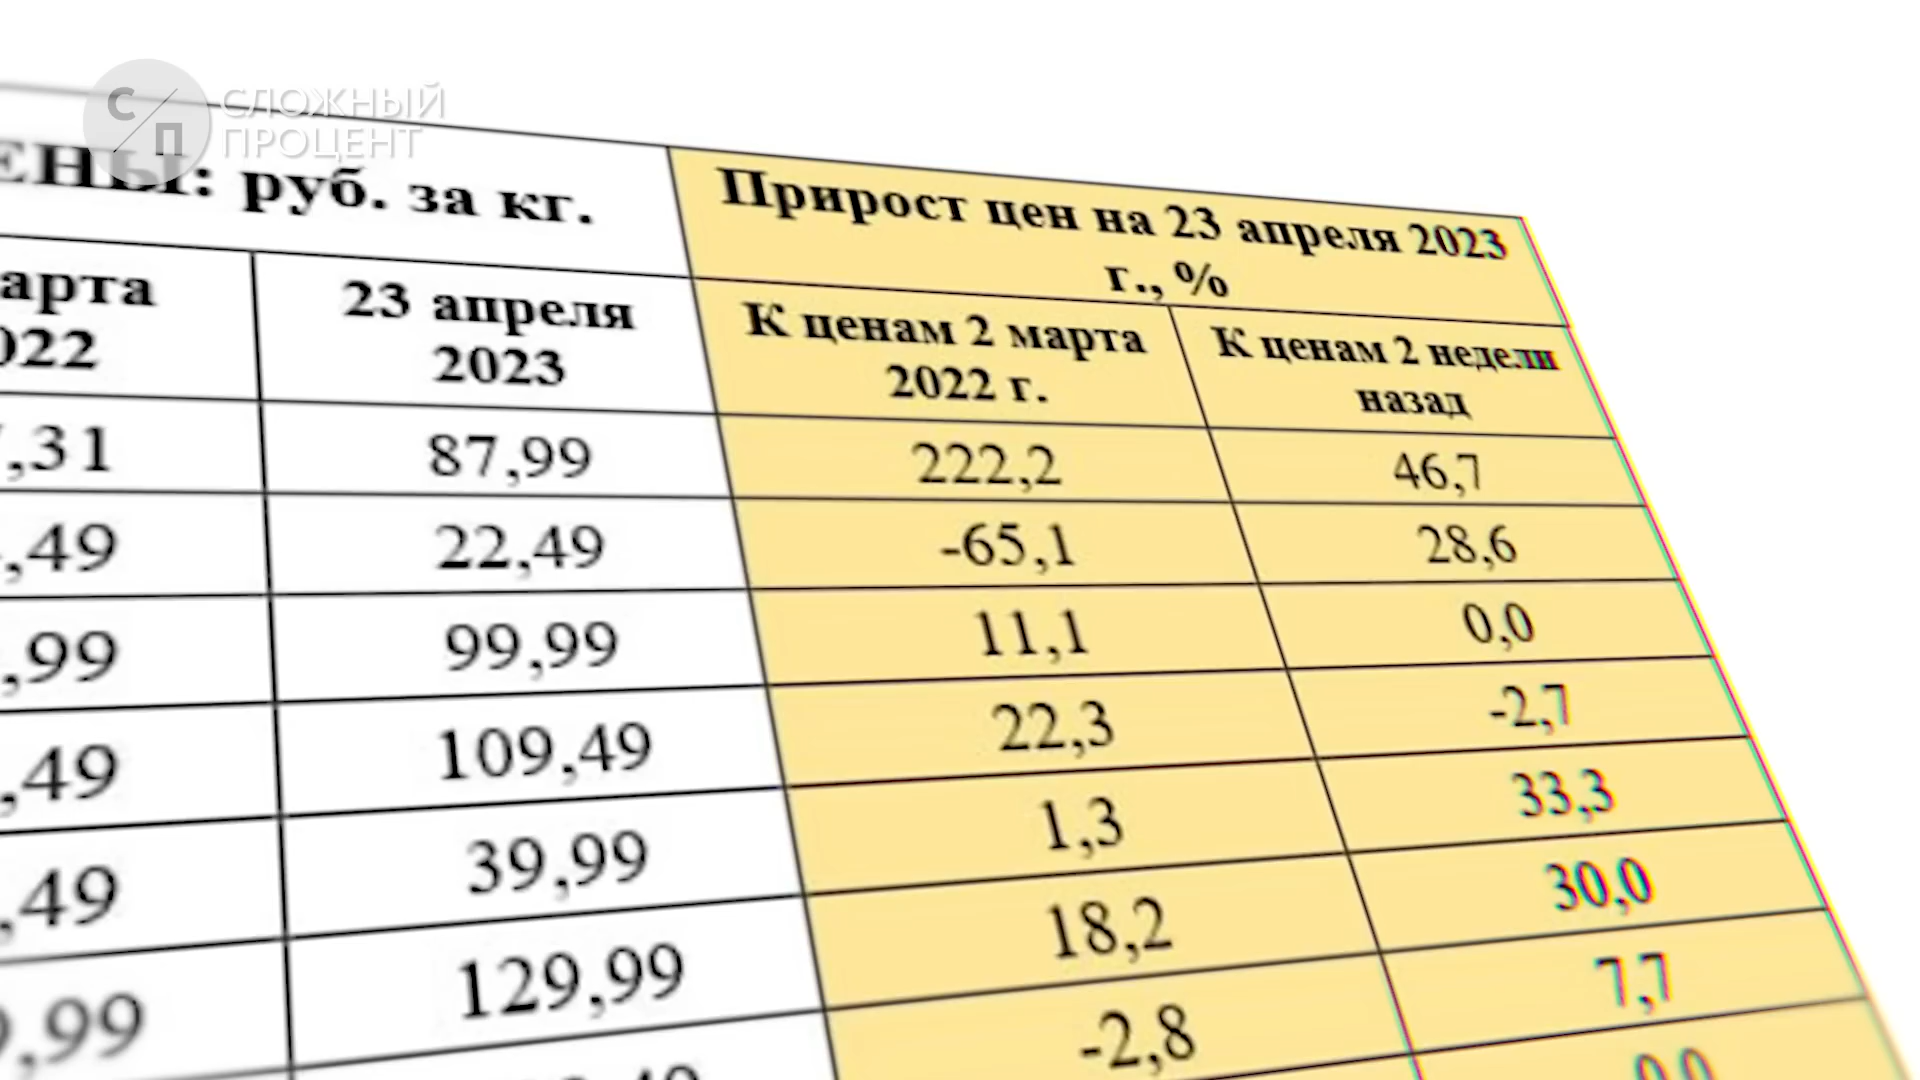 СЛОЖНЫЙ
ПРОЦЕНТ
С/П
ЕНЫ: руб. за кг.
Прирост цен на 23 апреля 2023
г., %
арта
022
23 апреля
2023
К ценам 2 марта
2022 г.
К ценам 2 недели
назад
,31 87,99 222,2 46,7
,49 22,49 -65,1 28,6
,99 99,99 11,1 0,0
,49 109,49 22,3 -2,7
,49 39,99 1,3 33,3
9,99 129,99 18,2 30,0
-2,8 7,7
0,0